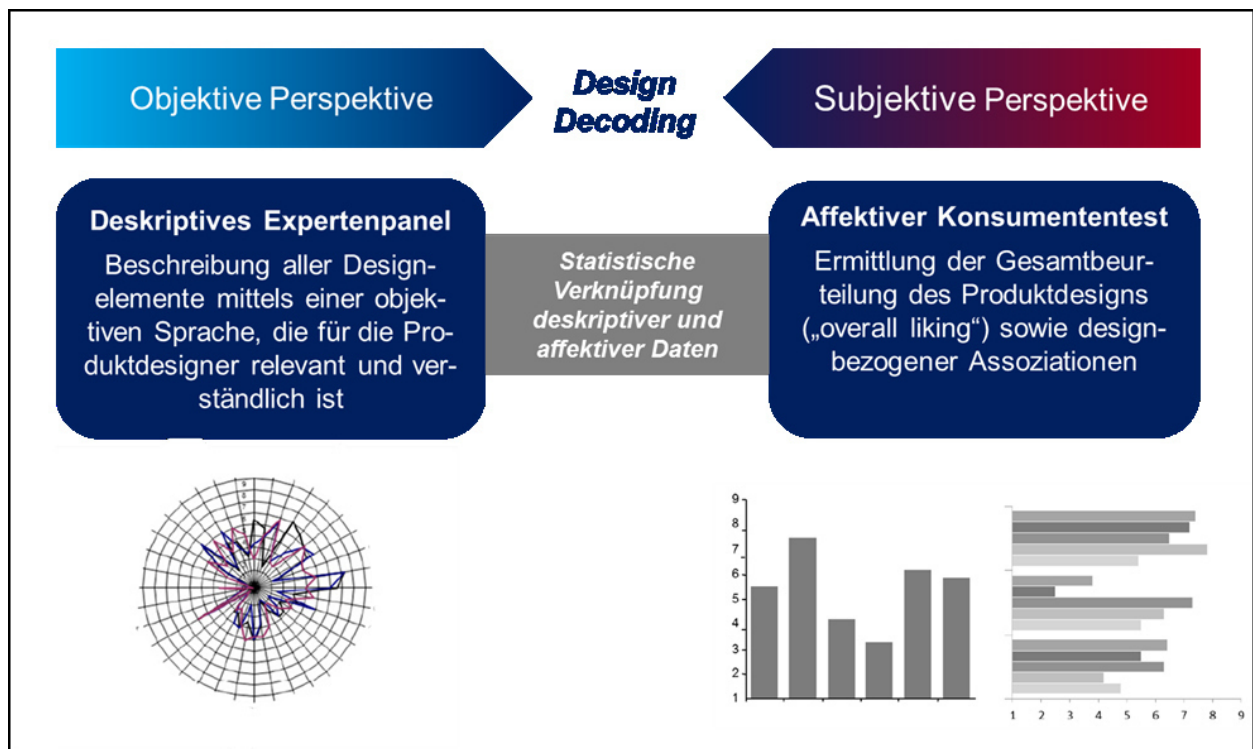 Objektive Perspektive
Design
Decoding
Subjektive Perspektive
Deskriptives Expertenpanel
Beschreibung aller Design-
elemente mittels einer objek-
tiven Sprache, die für die Pro-
duktdesigner relevant und ver-
ständlich ist
Statistische
Verknüpfung
deskriptiver und
affektiver Daten
Affektiver Konsumententest
Ermittlung der Gesamtbeur-
teilung des Produktdesigns
(„overall liking“) sowie design-
bezogener Assoziationen
9
8
7
6
5
4
3
2
1
1 2 3 4 5 6 7 8 9